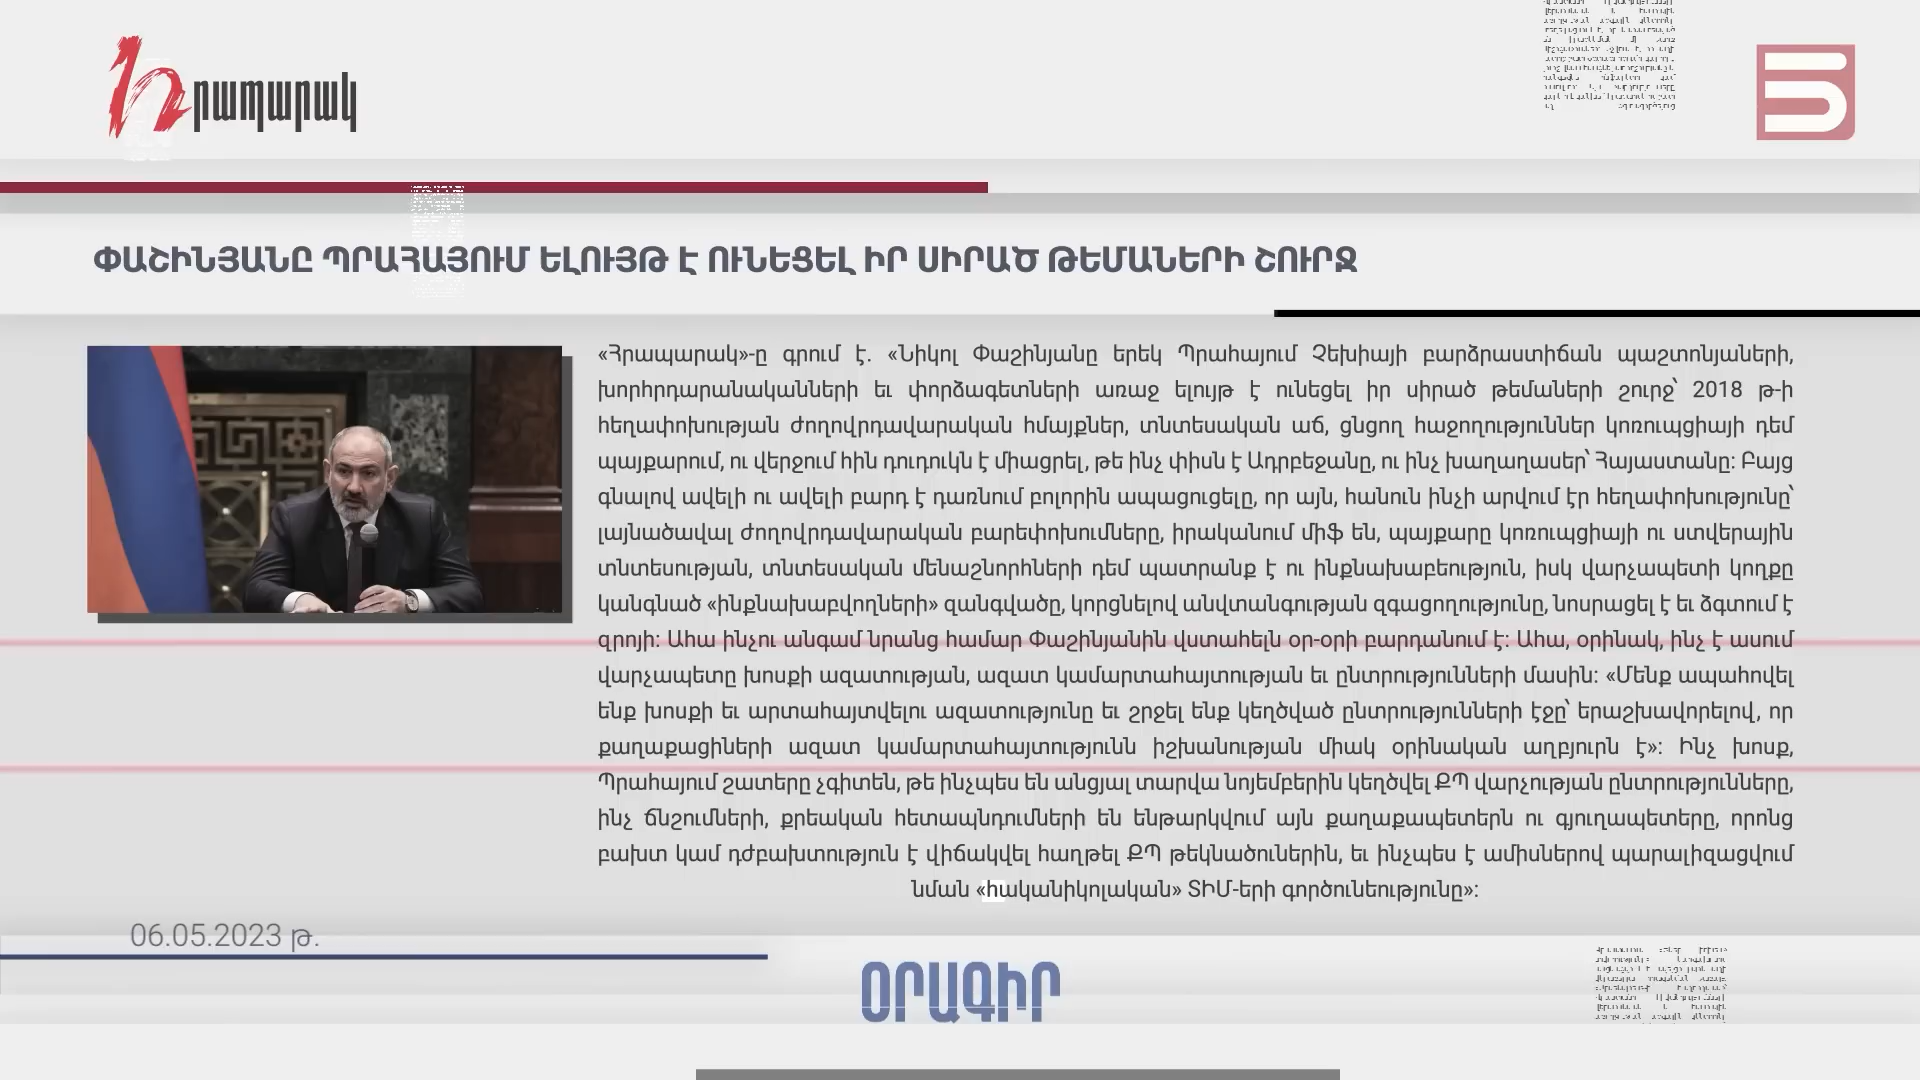 Հրապարակ
ՓԱՇԻՆՅԱՆԸ ՊՐԱՀԱՅՈՒՄ ԵԼՈՒՅԹ Է ՈՒՆԵՑԵԼ ԻՐ ՍԻՐԱԾ ԹԵՄԱՆԵՐԻ ՇՈՒՐՋ
«Հրապարակ»-ը գրում է. «Նիկոլ Փաշինյանը երեկ Պրահայում Չեխիայի բարձրաստիճան պաշտոնյաների,
խորհրդարանականների եւ փորձագետների առաջ ելույթ է ունեցել իր սիրած թեմաների շուրջ՝ 2018 թ-ի
հեղափոխության ժողովրդավարական հմայքներ, տնտեսական աճ, ցնցող հաջողություններ կոռուպցիայի դեմ
պայքարում, ու վերջում հին դուդուկն է միացրել, թե ինչ փիսն է Ադրբեջանը, ու ինչ խաղաղասեր՝ Հայաստանը: Բայց
գնալով ավելի ու ավելի բարդ է դառնում բոլորին ապացուցելը, որ այն, հանուն ինչի արվում էր հեղափոխությունը՝
լայնածավալ ժողովրդավարական բարեփոխումները, իրականում միֆ են, պայքարը կոռուպցիայի ու ստվերային
տնտեսության, տնտեսական մենաշնորհների դեմ պատրանք է ու ինքնախաբեություն, իսկ վարչապետի կողքը
կանգնած «ինքնախաբվողների» զանգվածը, կորցնելով անվտանգության զգացողությունը, նոսրացել է եւ ձգտում է
զրոյի: Ահա ինչու անգամ նրանց համար Փաշինյանին վստահելն օր-օրի բարդանում է: Ահա, օրինակ, ինչ է ասում
վարչապետը խոսքի ազատության, ազատ կամարտահայտության եւ ընտրությունների մասին: «Մենք ապահովել
ենք խոսքի եւ արտահայտվելու ազատությունը եւ շրջել ենք կեղծված ընտրությունների էջը՝ երաշխավորելով, որ
քաղաքացիների ազատ կամարտահայտությունն իշխանության միակ օրինական աղբյուրն է»: Ինչ խոսք,
Պրահայում շատերը չգիտեն, թե ինչպես են անցյալ տարվա նոյեմբերին կեղծվել ՔՊ վարչության ընտրությունները,
ինչ ճնշումների, քրեական հետապնդումների են ենթարկվում այն քաղաքապետերն ու գյուղապետերը, որոնց
բախտ կամ դժբախտություն է վիճակվել հաղթել ՔՊ թեկնածուներին, եւ ինչպես է ամիսներով պարալիզացվում
նման «հականիկոլական» ՏԻՄ-երի գործունեությունը»:
06.05.2023 թ.
ՕՐԱԳԻՐ